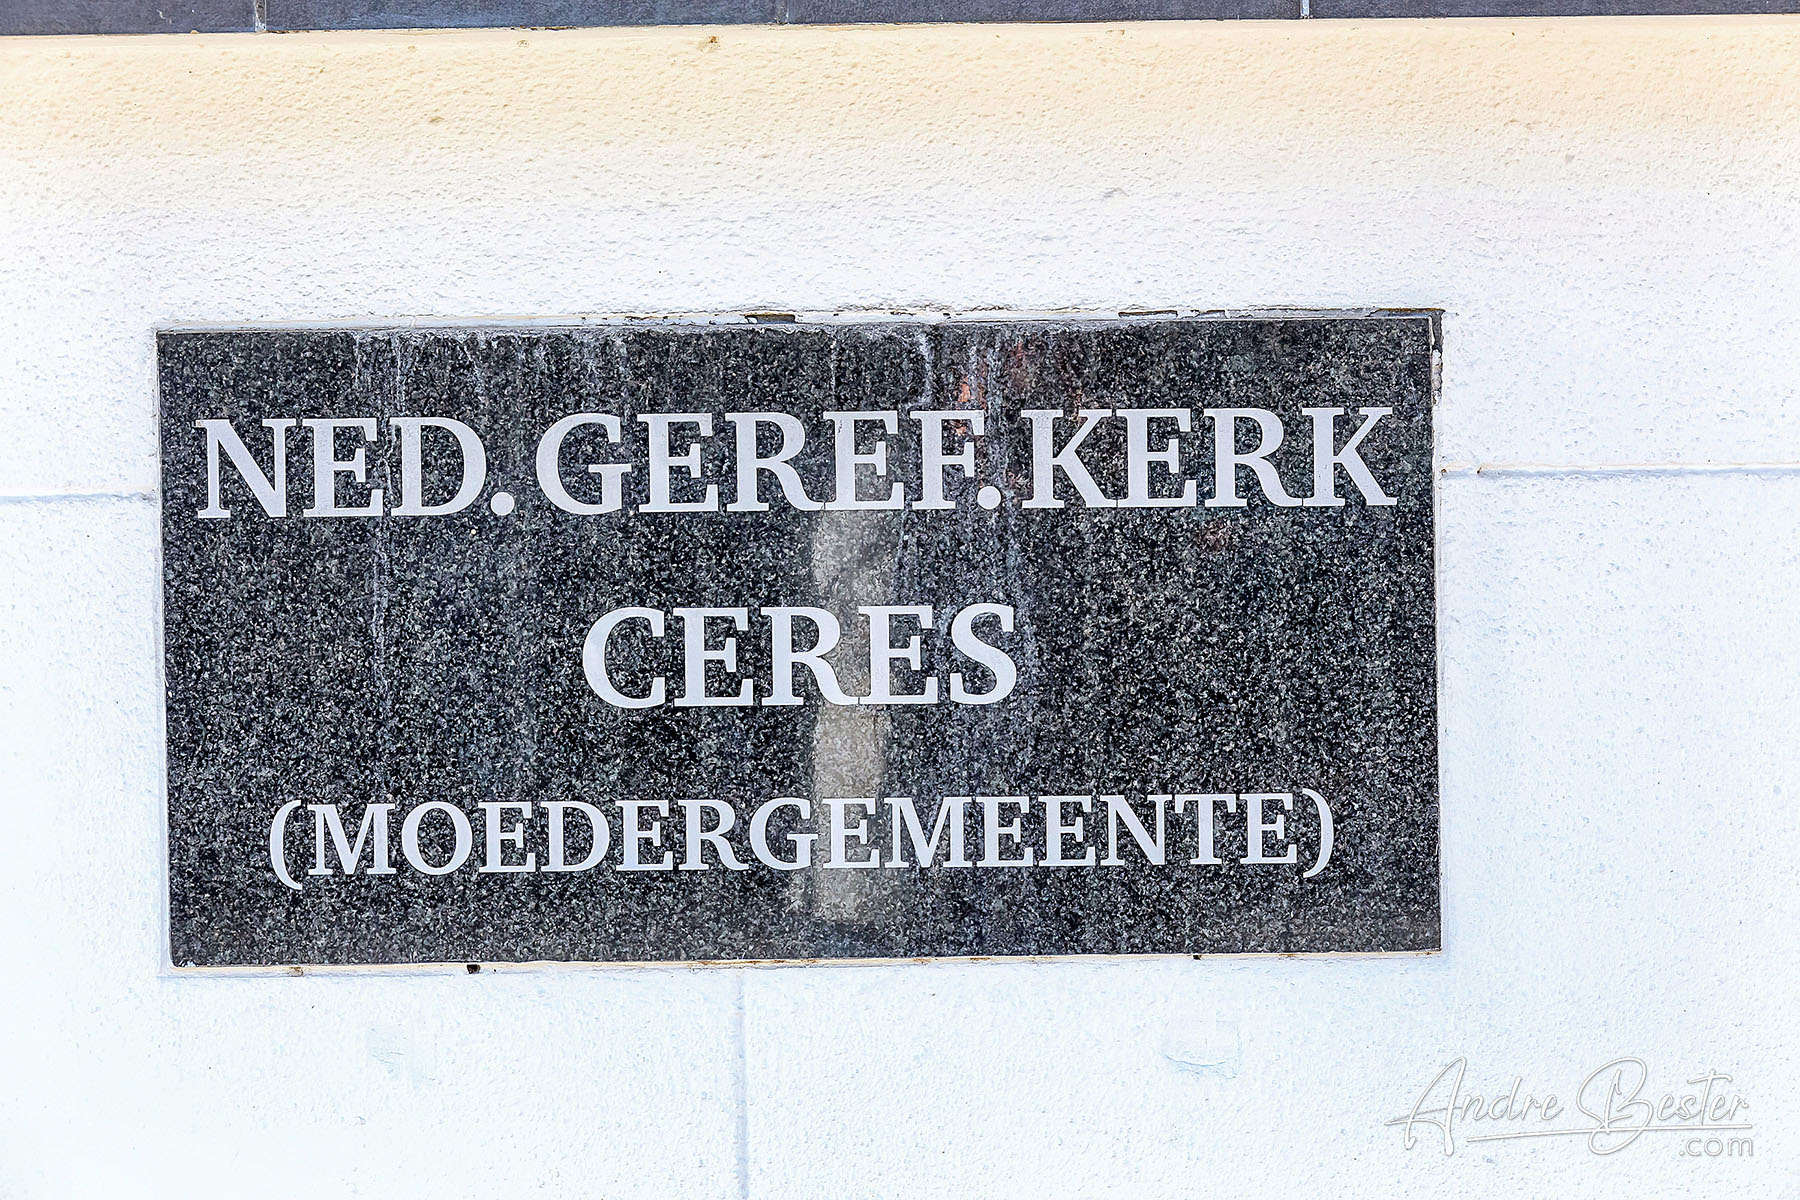 NED. GEREF. KERK
CERES
(MOEDERGEMEENTE)
Andre Bester
.com